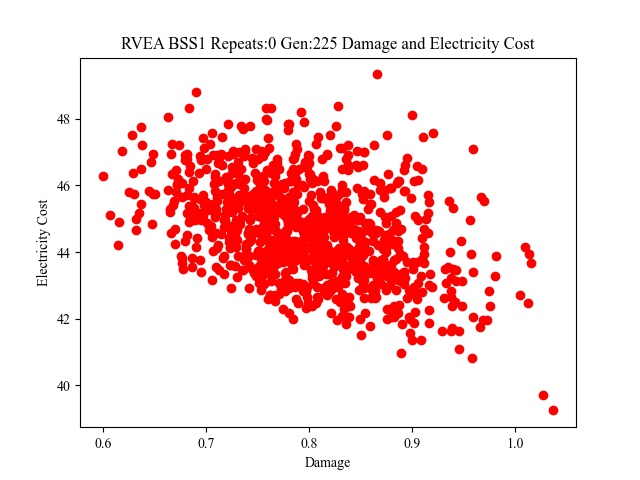 RVEA BSS1 Repeats:0 Gen:225 Damage and Electricity Cost
48
46
44
42
40
Electricity Cost
0.6 0.7 0.8 0.9 1.0
Damage